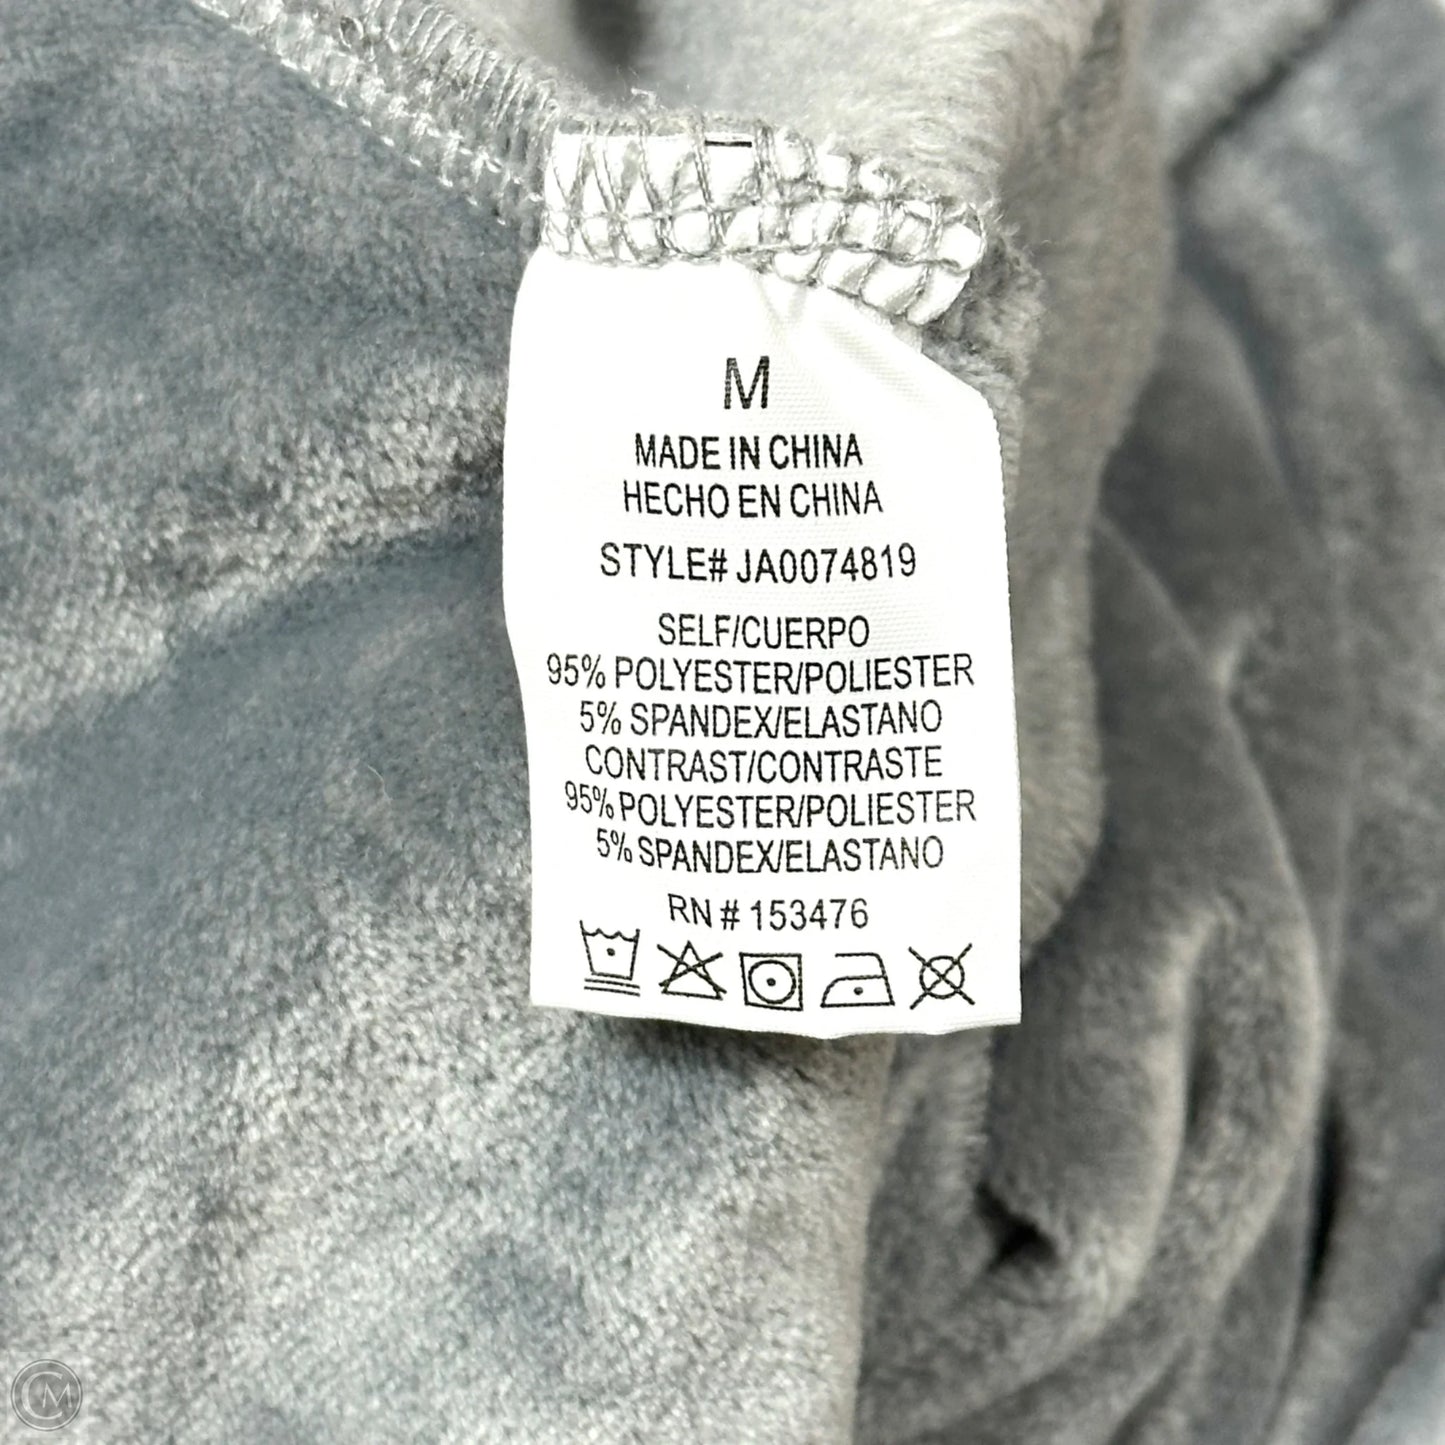 M
MADE IN CHINA
HECHO EN CHINA
STYLE# JA0074819
SELF/CUERPO
95% POLYESTER/POLIESTER
5% SPANDEX/ELASTANO
CONTRAST/CONTRASTE
95% POLYESTER/POLIESTER
5% SPANDEX/ELASTANO
RN # 153476
CM